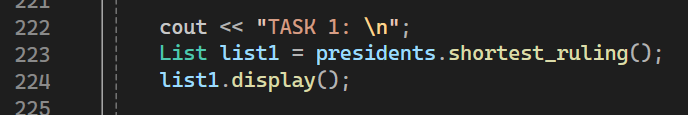 221
222 cout << "TASK 1: \n";
223 List list1 = presidents.shortest_ruling();
224 list1.display();
225